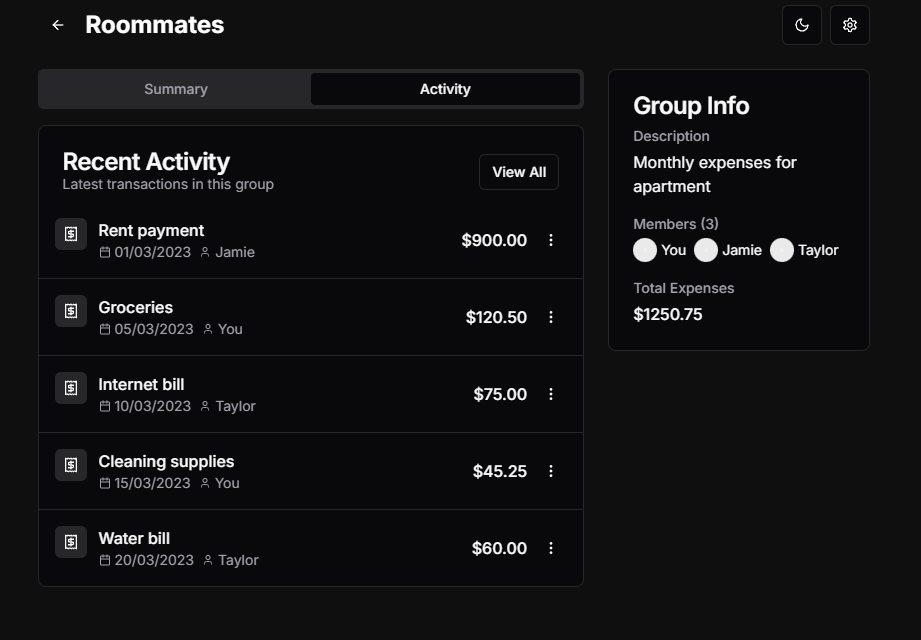 Roommates
Summary
Activity
Recent Activity
Latest transactions in this group
View All
Rent payment
01/03/2023 Jamie
$900.00
Groceries
05/03/2023 You
$120.50
Internet bill
10/03/2023 Taylor
$75.00
Cleaning supplies
15/03/2023 You
$45.25
Water bill
20/03/2023 Taylor
$60.00
Group Info
Description
Monthly expenses for
apartment
Members (3)
You Jamie Taylor
Total Expenses
$1250.75